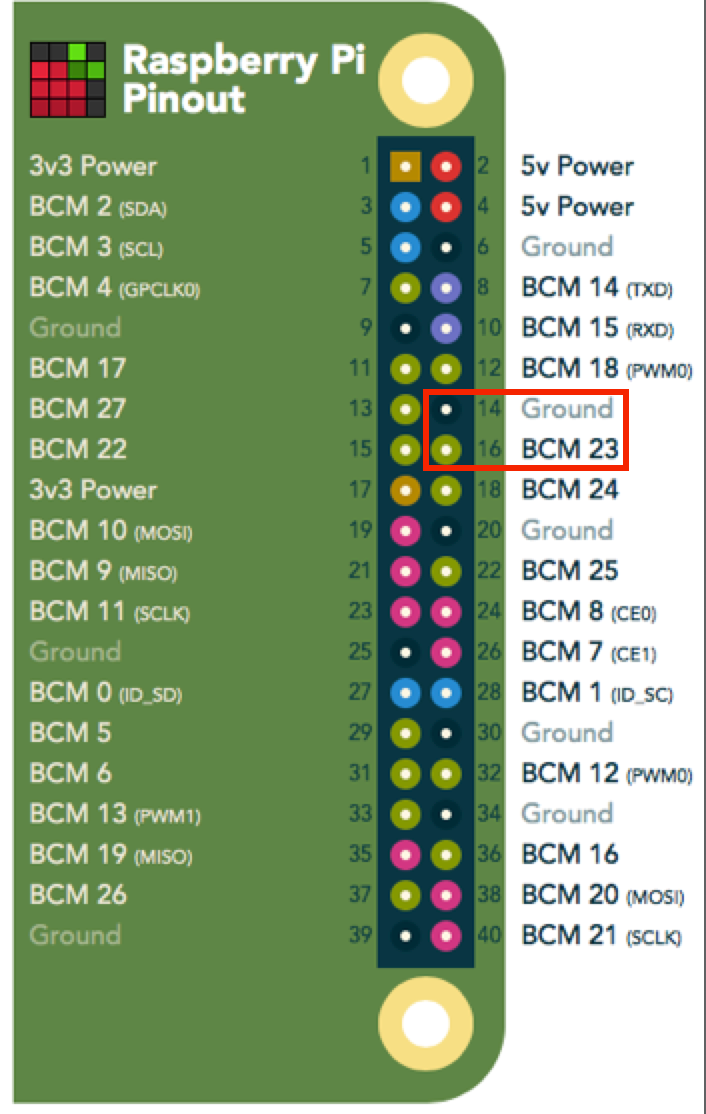 Raspberry Pi
Pinout
3v3 Power 1 2 5v Power
BCM 2 (SDA) 3 4 5v Power
BCM 3 (SCL) 5 6 Ground
BCM 4 (GPCLK0) 7 8 BCM 14 (TXD)
Ground 9 10 BCM 15 (RXD)
BCM 17 11 12 BCM 18 (PWM0)
BCM 27 13 14 Ground
BCM 22 15 16 BCM 23
3v3 Power 17 18 BCM 24
BCM 10 (MOSI) 19 20 Ground
BCM 9 (MISO) 21 22 BCM 25
BCM 11 (SCLK) 23 24 BCM 8 (CE0)
Ground 25 26 BCM 7 (CE1)
BCM 0 (ID_SD) 27 28 BCM 1 (ID_SC)
BCM 5 29 30 Ground
BCM 6 31 32 BCM 12 (PWM0)
BCM 13 (PWM1) 33 34 Ground
BCM 19 (MISO) 35 36 BCM 16
BCM 26 37 38 BCM 20 (MOSI)
Ground 39 40 BCM 21 (SCLK)